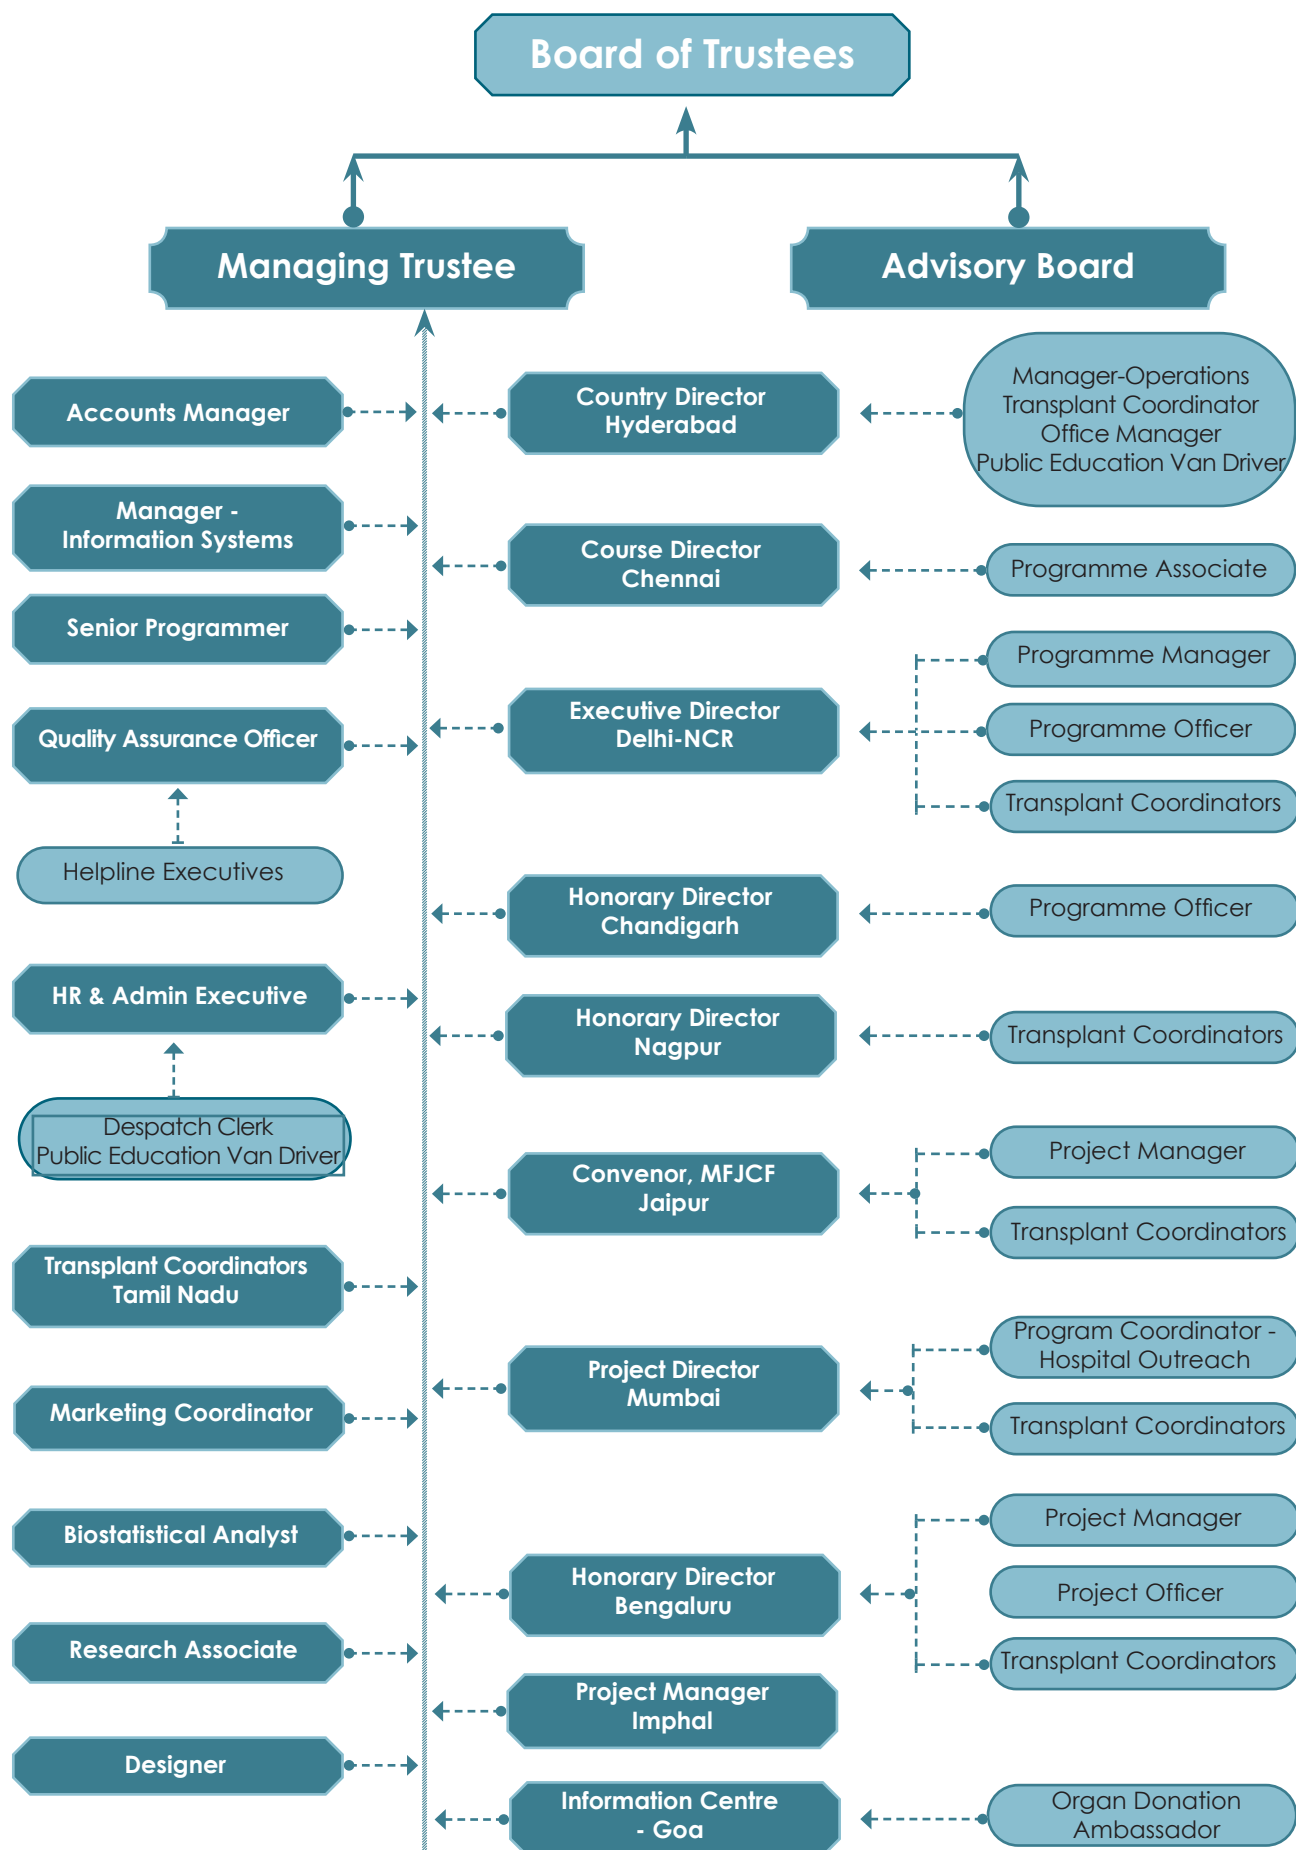 Board of Trustees
Managing Trustee
Advisory Board
Accounts Manager
Country Director
Hyderabad
Manager-Operations
Transplant Coordinator
Office Manager
Public Education Van Driver
Manager -
Information Systems
Course Director
Chennai
Programme Associate
Senior Programmer
Programme Manager
Quality Assurance Officer
Executive Director
Delhi-NCR
Programme Officer
Transplant Coordinators
Helpline Executives
Honorary Director
Chandigarh
Programme Officer
HR & Admin Executive
Honorary Director
Nagpur
Transplant Coordinators
Despatch Clerk
Public Education Van Driver
Convenor, MFJCF
Jaipur
Project Manager
Transplant Coordinators
Transplant Coordinators
Tamil Nadu
Project Director
Mumbai
Program Coordinator -
Hospital Outreach
Transplant Coordinators
Marketing Coordinator
Biostatistical Analyst
Honorary Director
Bengaluru
Project Manager
Project Officer
Transplant Coordinators
Research Associate
Project Manager
Imphal
Designer
Information Centre
- Goa
Organ Donation
Ambassador